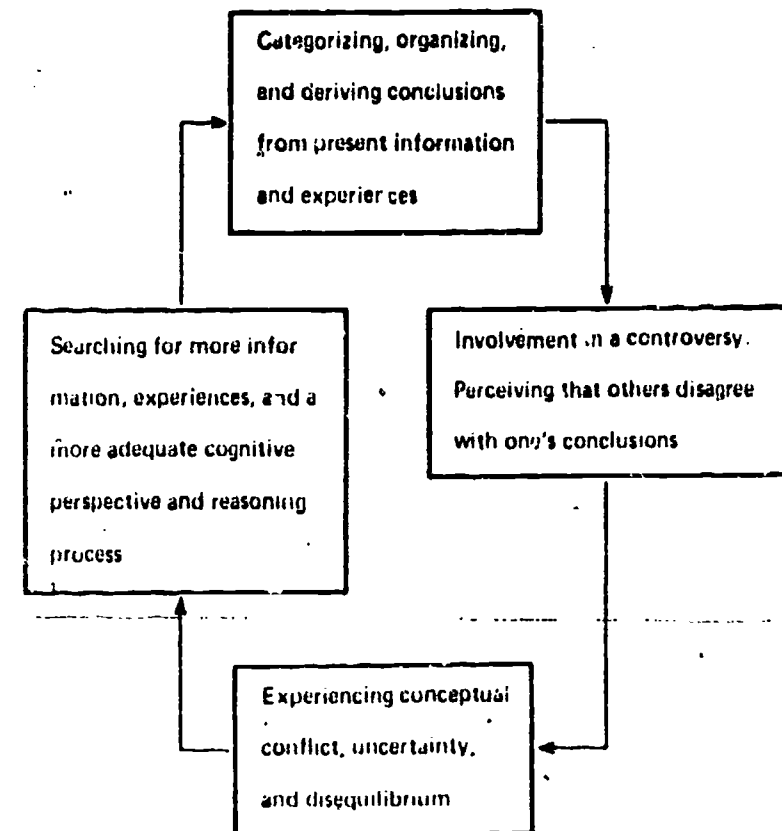 Categorizing, organizing,
and deriving conclusions
from present information
and experiences
Involvement in a controversy.
Perceiving that others disagree
with one's conclusions
Searching for more infor
mation, experiences, and a
more adequate cognitive
perspective and reasoning
process
Experiencing conceptual
conflict, uncertainty,
and disequilibrium